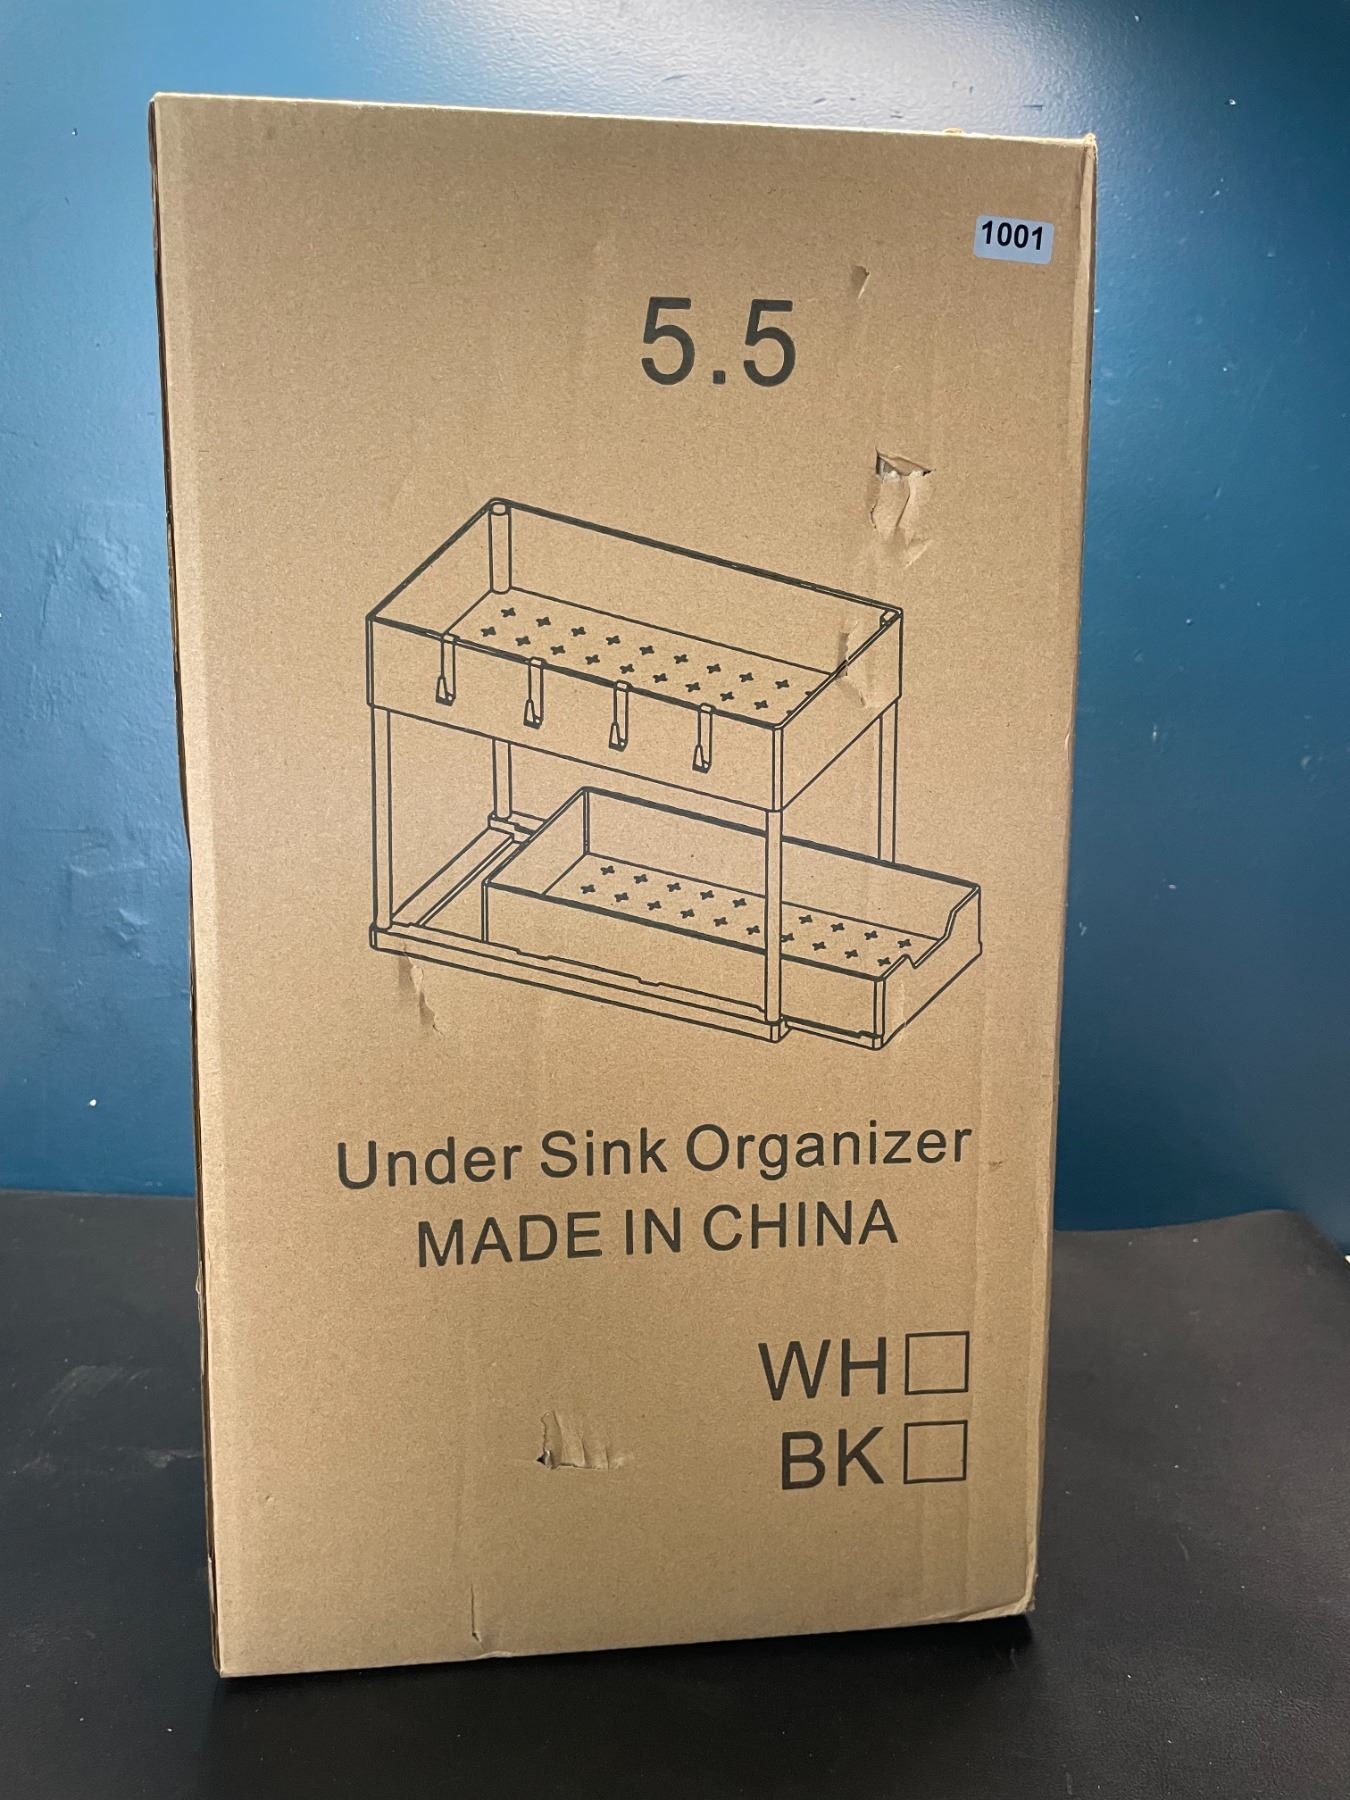 1001
5.5
Under Sink Organizer
MADE IN CHINA
WH
BK